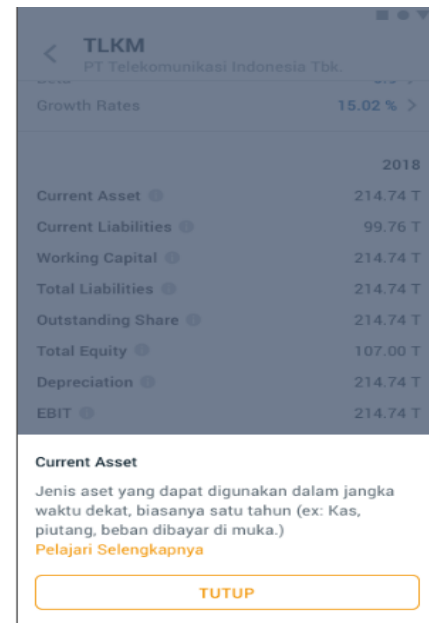 TLKM
PT Telekomunikasi Indonesia Tbk.
Growth Rates 15.02 % >
2018
Current Asset 214.74 T
Current Liabilities 99.76 T
Working Capital 214.74 T
Total Liabilities 214.74 T
Outstanding Share 214.74 T
Total Equity 107.00 T
Depreciation 214.74 T
EBIT 214.74 T
Current Asset
Jenis aset yang dapat digunakan dalam jangka
waktu dekat, biasanya satu tahun (ex: Kas,
piutang, beban dibayar di muka.)
Pelajari Selengkapnya
TUTUP